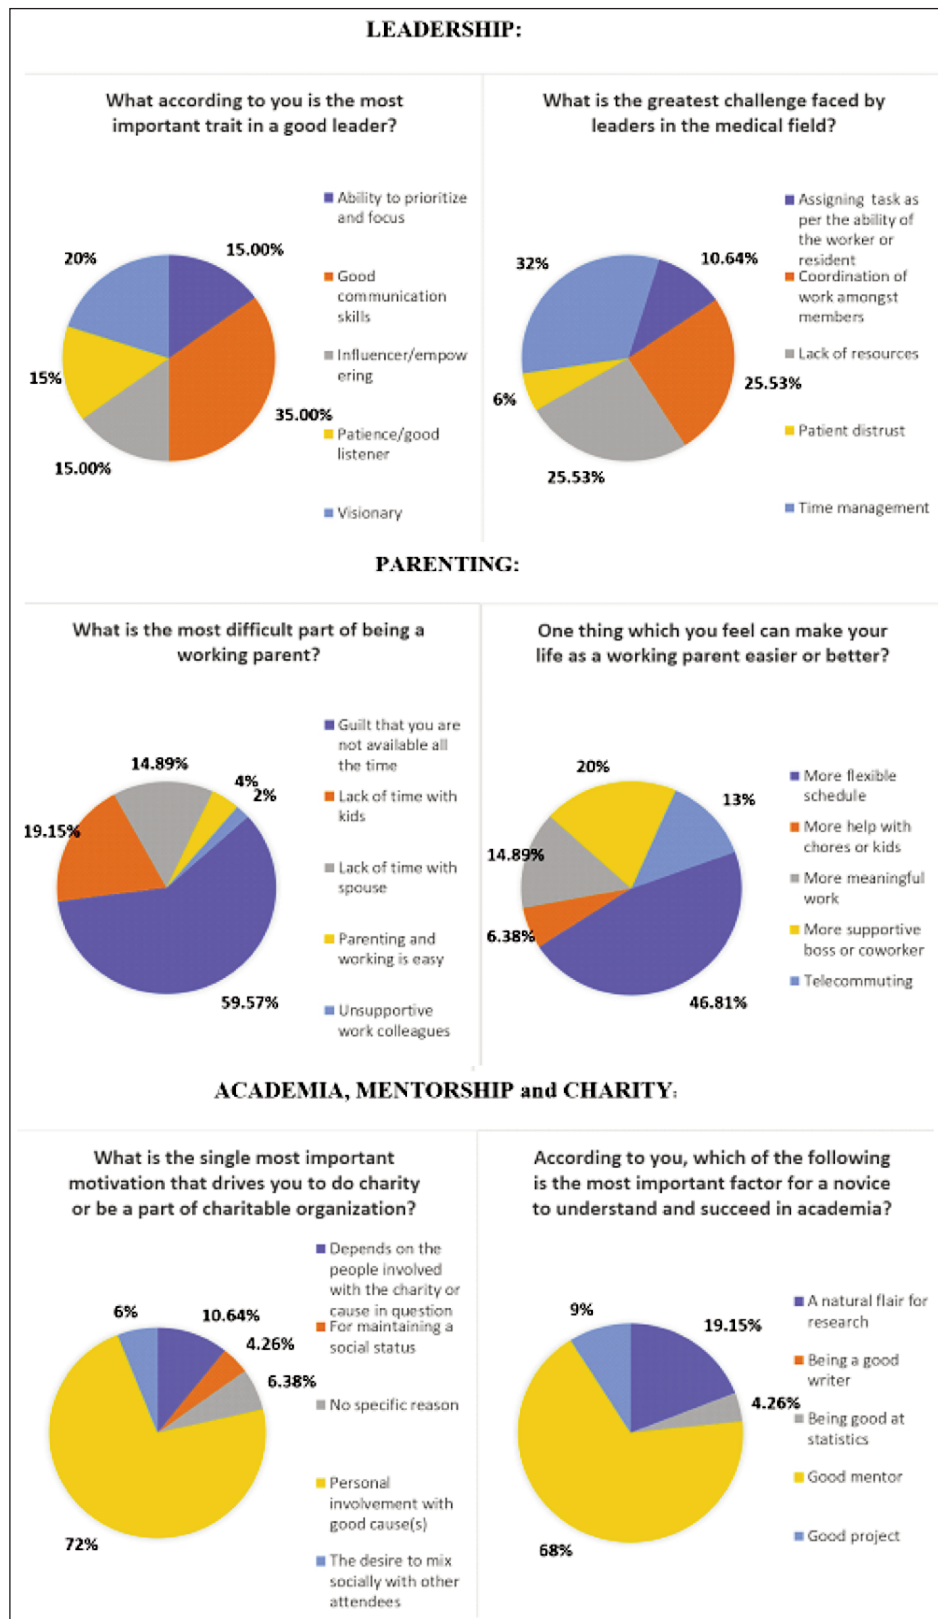 LEADERSHIP:
What according to you is the most
important trait in a good leader?
Ability to prioritize
and focus
Good
communication
skills
Influencer/empow
ering
Patience/good
listener
Visionary
15.00%
35.00%
15.00%
15%
20%
What is the greatest challenge faced by
leaders in the medical field?
Assigning task as
per the ability of
the worker or
resident
Coordination of
work amongst
members
Lack of resources
Patient distrust
Time management
10.64%
25.53%
25.53%
6%
32%
PARENTING:
What is the most difficult part of being a
working parent?
Guilt that you are
not available all
the time
Lack of time with
kids
Lack of time with
spouse
Parenting and
working is easy
Unsupportive
work colleagues
59.57%
19.15%
14.89%
4%
2%
One thing which you feel can make your
life as a working parent easier or better?
More flexible
schedule
More help with
chores or kids
More meaningful
work
More supportive
boss or coworker
Telecommuting
46.81%
6.38%
14.89%
20%
13%
ACADEMIA, MENTORSHIP and CHARITY:
What is the single most important
motivation that drives you to do charity
or be a part of charitable organization?
Depends on the
people involved
with the charity or
cause in question
For maintaining a
social status
No specific reason
Personal
involvement with
good cause(s)
The desire to mix
socially with other
attendees
10.64%
4.26%
6.38%
72%
6%
According to you, which of the following
is the most important factor for a novice
to understand and succeed in academia?
A natural flair for
research
Being a good
writer
Being good at
statistics
Good mentor
Good project
19.15%
4.26%
68%
9%